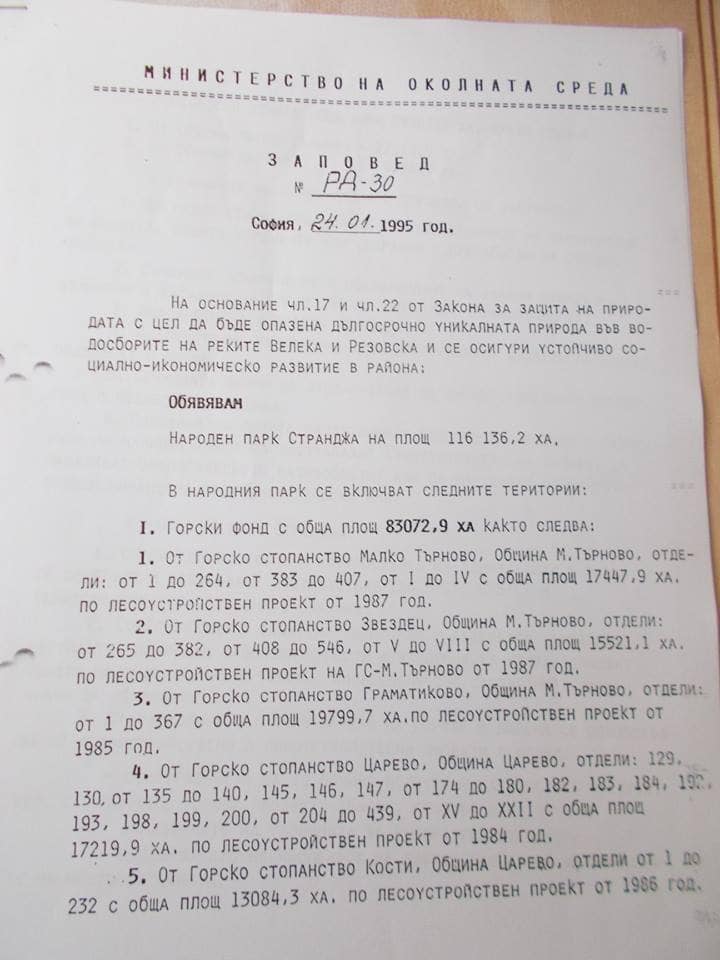 МИНИСТЕРСТВО НА ОКОЛНАТА СРЕДА
ЗАПОВЕД
№ РД-30
София, 24.01.1995 год.
На основание чл.17 и чл.22 от Закона за защита на приро-
дата с цел да бъде опазена дългосрочно уникалната природа във во-
досборите на реките Велека и Резовска и се осигури устойчиво со-
циално-икономическо развитие в района:
Обявявам
Народен парк Странджа на площ 116 136,2 ха.
В народния парк се включват следните територии:
I. Горски фонд с обща площ 83072,9 ха както следва:
1. От Горско стопанство Малко Търново, Община М.Търново, отде-
ли: от 1 до 264, от 383 до 407, от I до IV с обща площ 17447,9 ха.
по лесоустройствен проект от 1987 год.
2. От Горско стопанство Звездец, Община М.Търново, отдели:
от 265 до 382, от 408 до 546, от V до VIII с обща площ 15521,1 ха.
по лесоустройствен проект на ГС-М.Търново от 1987 год.
3. От Горско стопанство Граматиково, Община М.Търново, отдели:
от 1 до 367 с обща площ 19799,7 ха.по лесоустройствен проект от
1985 год.
4. От Горско стопанство Царево, Община Царево, отдели: 129,
130, от 135 до 140, 145, 146, 147, от 174 до 180, 182, 183, 184, 192,
193, 198, 199, 200, от 204 до 439, от XV до XXII с обща площ
17219,9 ха. по лесоустройствен проект от 1984 год.
5. От Горско стопанство Кости, Община Царево, отдели от 1 до
232 с обща площ 13084,3 ха. по лесоустройствен проект от 1986 год.